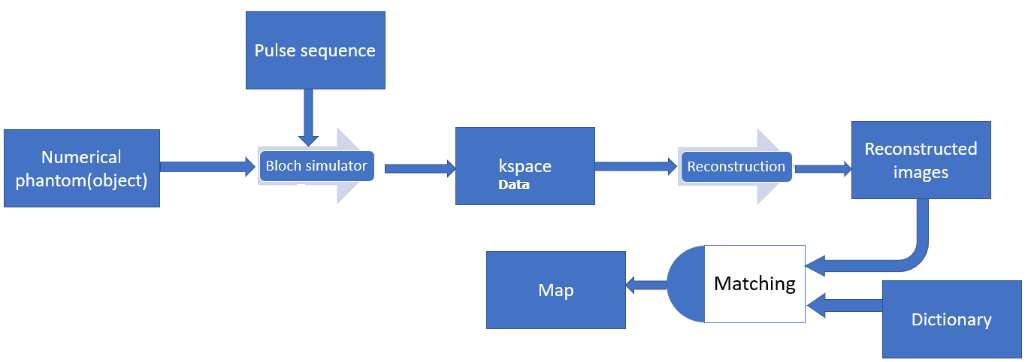 Pulse sequence
Numerical
phantom(object)
Bloch simulator
kspace
Data
Reconstruction
Reconstructed
images
Map
Matching
Dictionary